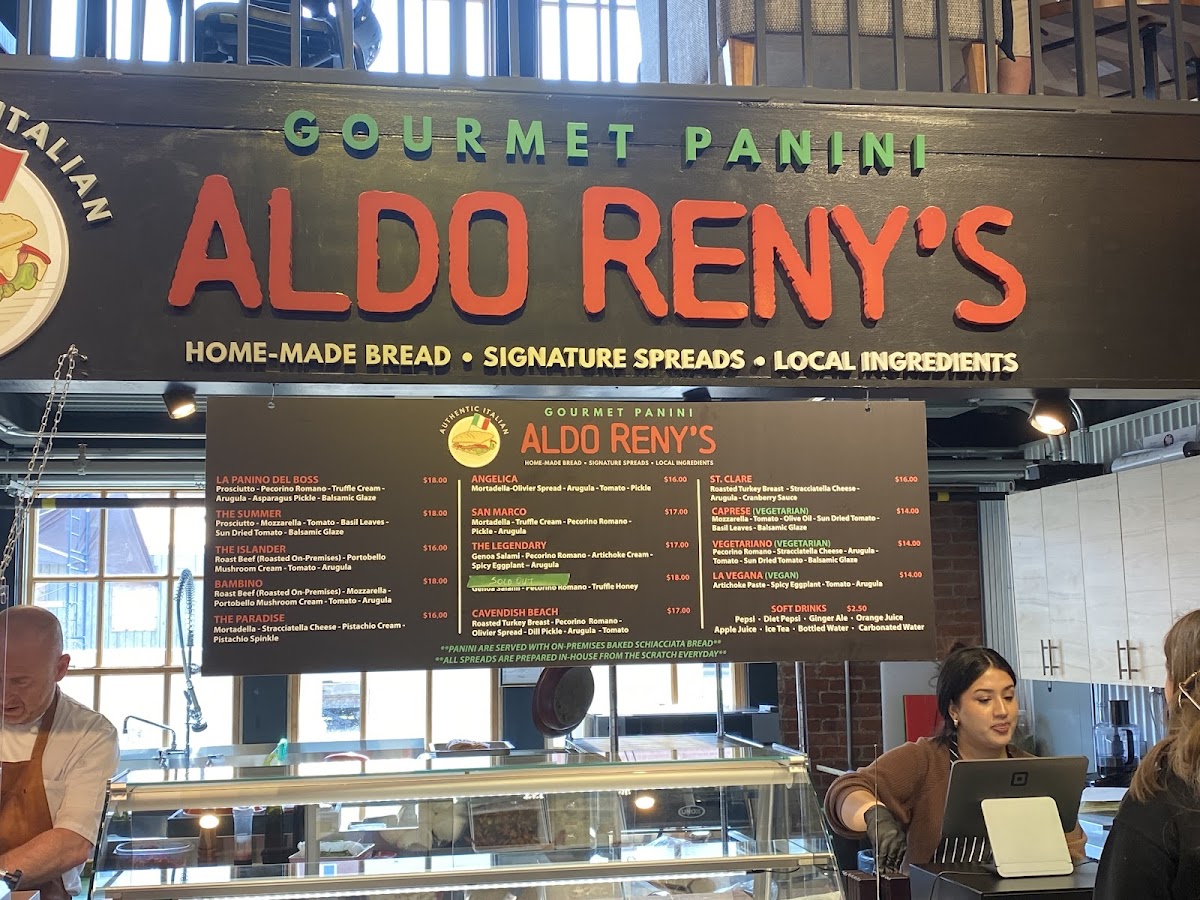 ITALIAN
GOURMET PANINI
ALDO RENY'S
HOME-MADE BREAD • SIGNATURE SPREADS • LOCAL INGREDIENTS
AUTHENTIC ITALIAN
GOURMET PANINI
ALDO RENY'S
HOME-MADE BREAD • SIGNATURE SPREADS • LOCAL INGREDIENTS
LA PANINO DEL BOSS $18.00
Prosciutto - Pecorino Romano - Truffle Cream -
Arugula - Asparagus Pickle - Balsamic Glaze
THE SUMMER $18.00
Prosciutto - Mozzarella - Tomato - Basil Leaves -
Sun Dried Tomato - Balsamic Glaze
THE ISLANDER $16.00
Roast Beef (Roasted On-Premises) - Portobello
Mushroom Cream - Tomato - Arugula
BAMBINO $18.00
Roast Beef (Roasted On-Premises) - Mozzarella -
Portobello Mushroom Cream - Tomato - Arugula
THE PARADISE $16,00
Mortadella - Stracciatella Cheese - Pistachio Cream -
Pistachio Spinkle
ANGELICA $16.00
Mortadella-Olivier Spread - Arugula - Tomato - Pickle
SAN MARCO $17.00
Mortadella - Truffle Cream - Pecorino Romano -
Pickle - Arugula
THE LEGENDARY $17.00
Genoa Salami - Pecorino Romano - Artichoke Cream -
Spicy Eggplant – Arugula
SOLD OUT $18.00
Genoa Salami - Pecorino Romano - Truffle Honey
CAVENDISH BEACH $17.00
Roasted Turkey Breast - Pecorino Romano -
Olivier Spread - Dill Pickle - Arugula - Tomato
ST. CLARE $16.00
Roasted Turkey Breast - Stracciatella Cheese -
Arugula - Cranberry Sauce
CAPRESE (VEGETARIAN) $14.00
Mozzarella - Tomato - Olive Oil - Sun Dried Tomato -
Basil Leaves - Balsamic Glaze
VEGETARIANO (VEGETARIAN) $14.00
Pecorino Romano - Stracciatella Cheese - Arugula -
Tomato - Sun Dried Tomato - Balsamic Glaze
LA VEGANA (VEGAN) $14.00
Artichoke Paste - Spicy Eggplant - Tomato - Arugula
SOFT DRINKS $2.50
Pepsi · Diet Pepsi · Ginger Ale · Orange Juice
Apple Juice · Ice Tea · Bottled Water · Carbonated Water
**PANINI ARE SERVED WITH ON-PREMISES BAKED SCHIACCIATA BREAD**
**ALL SPREADS ARE PREPARED IN-HOUSE FROM THE SCRATCH EVERYDAY**